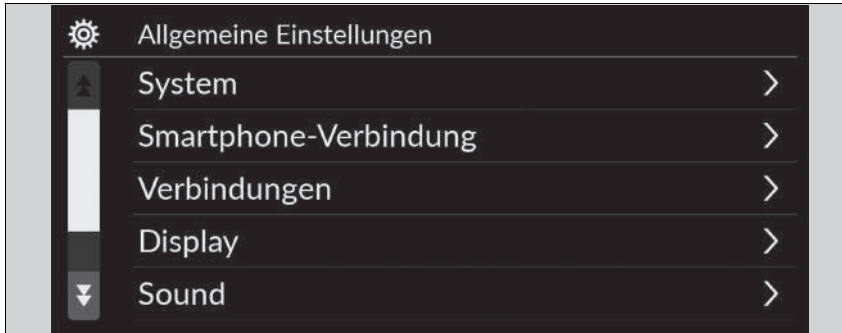 Allgemeine Einstellungen
System
Smartphone-Verbindung
Verbindungen
Display
Sound